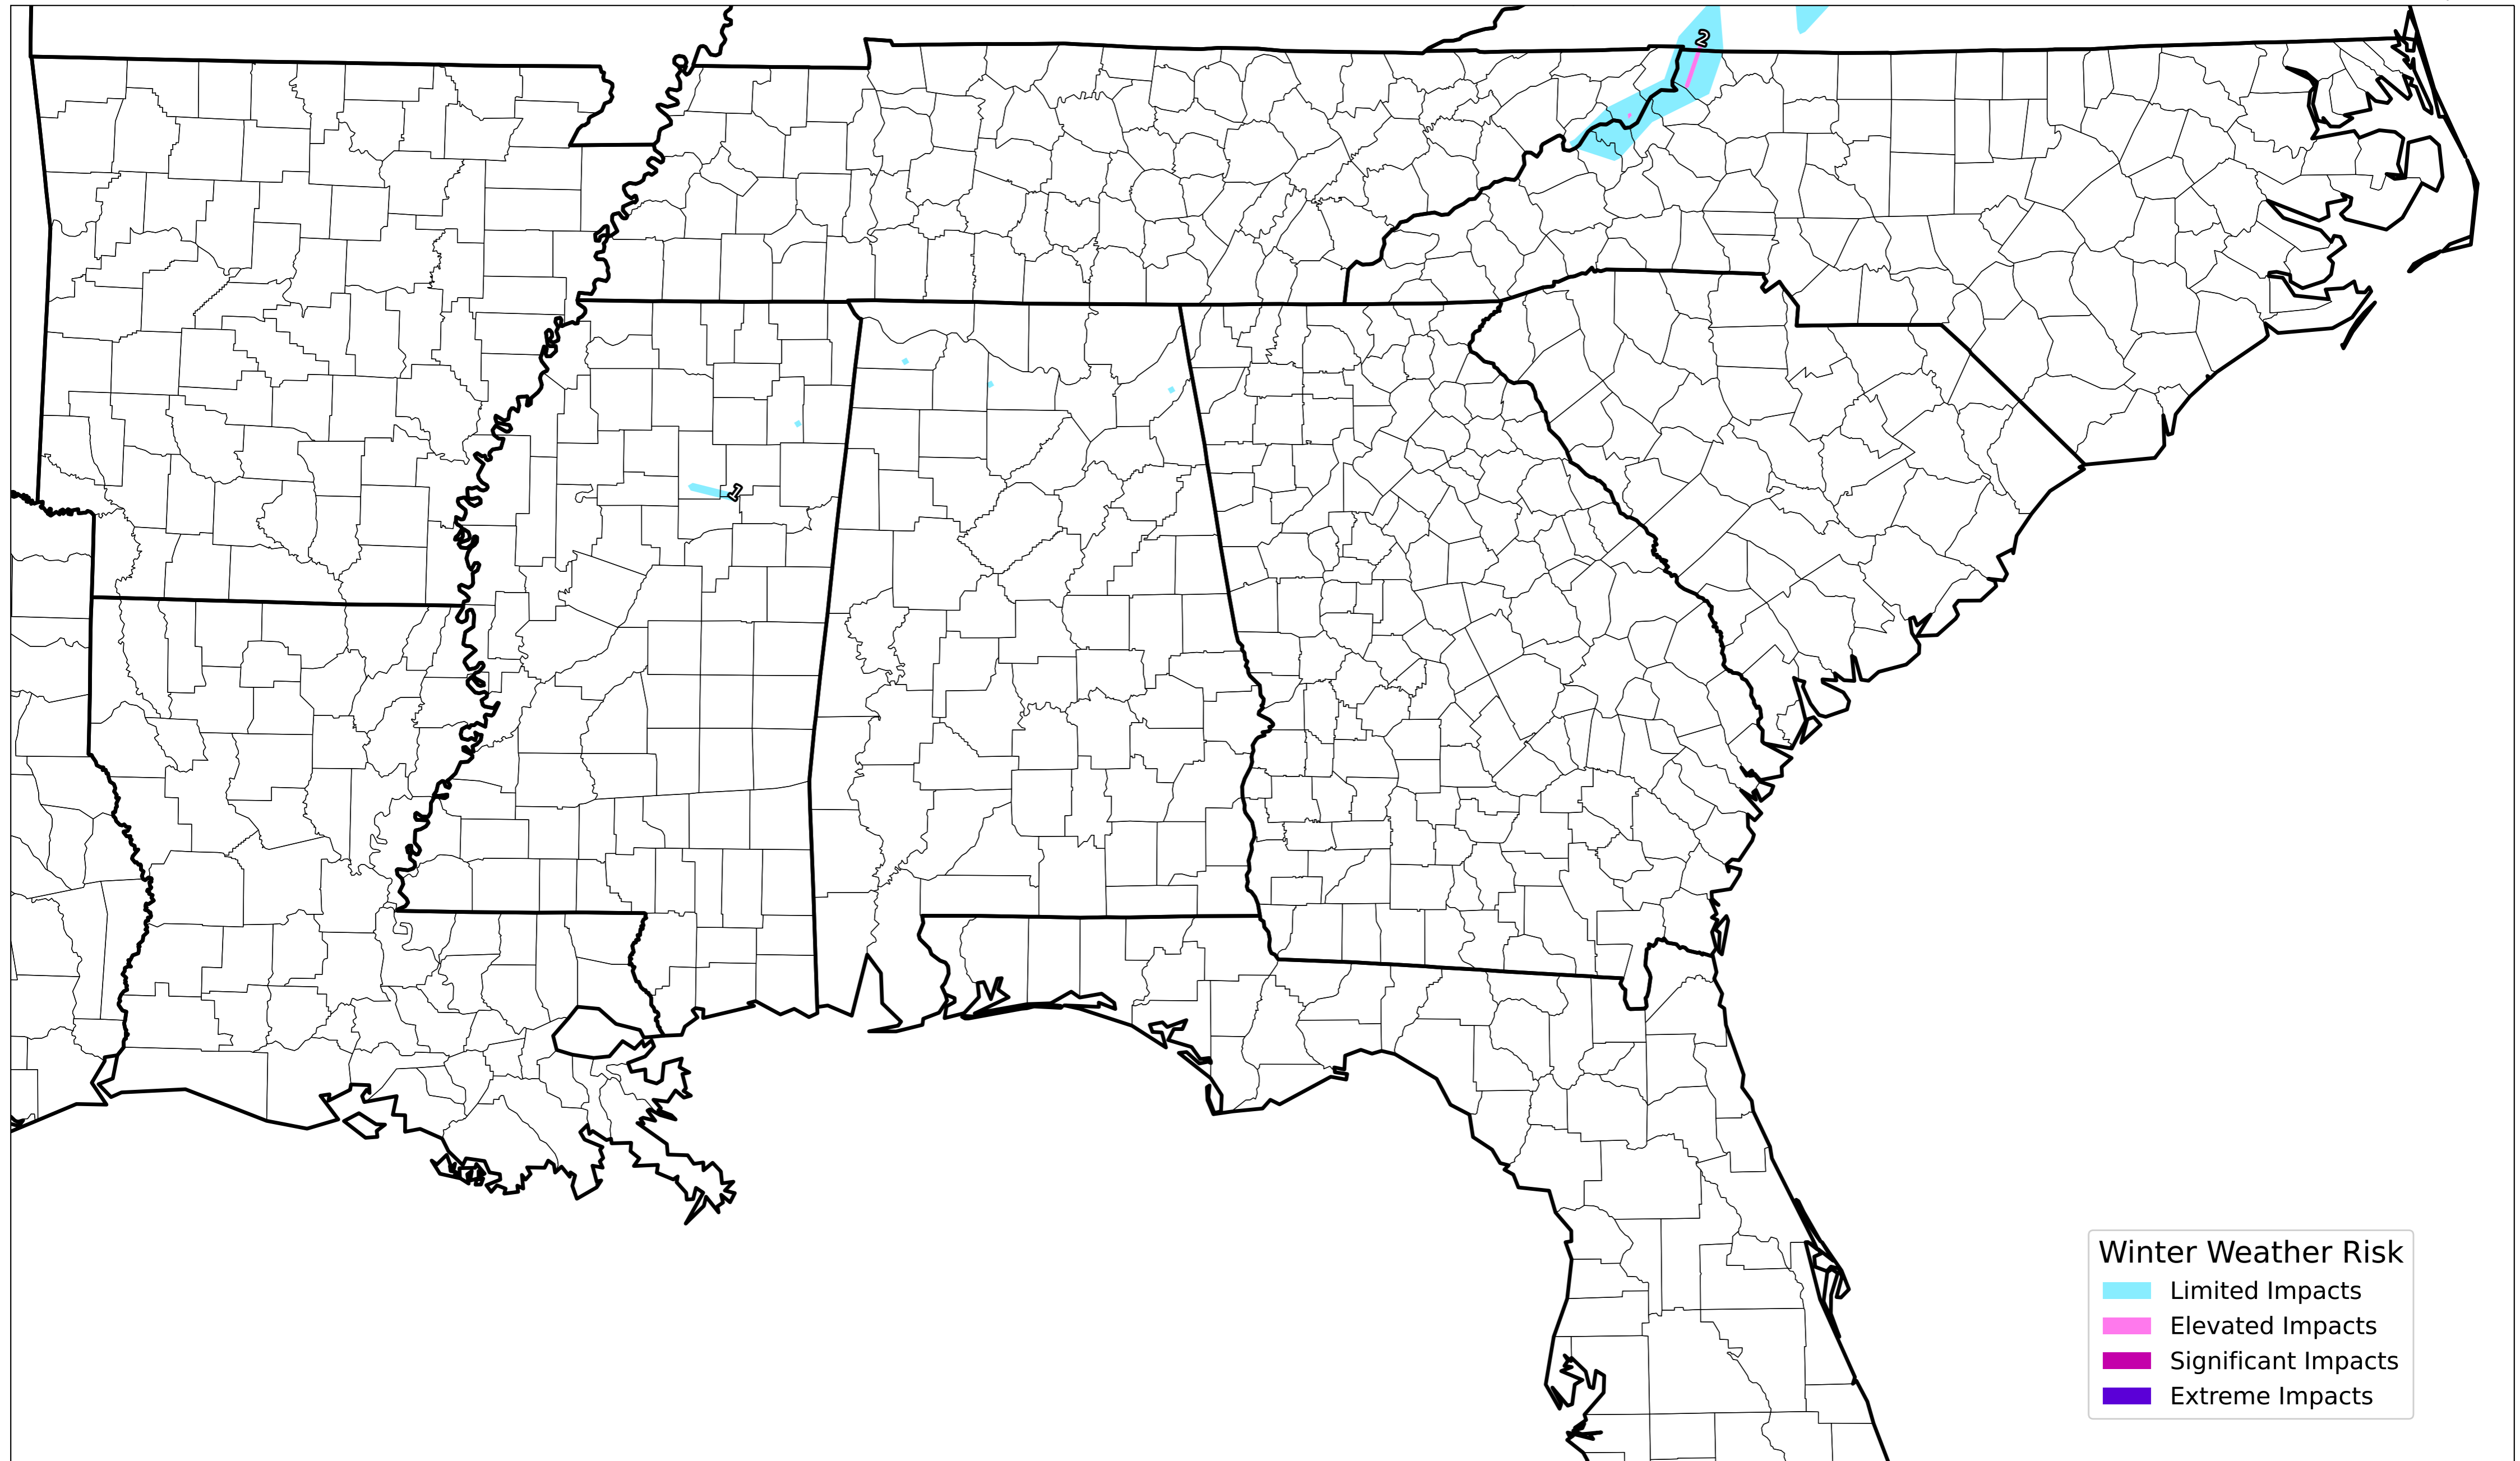 2
1
Winter Weather Risk
Limited Impacts
Elevated Impacts
Significant Impacts
Extreme Impacts